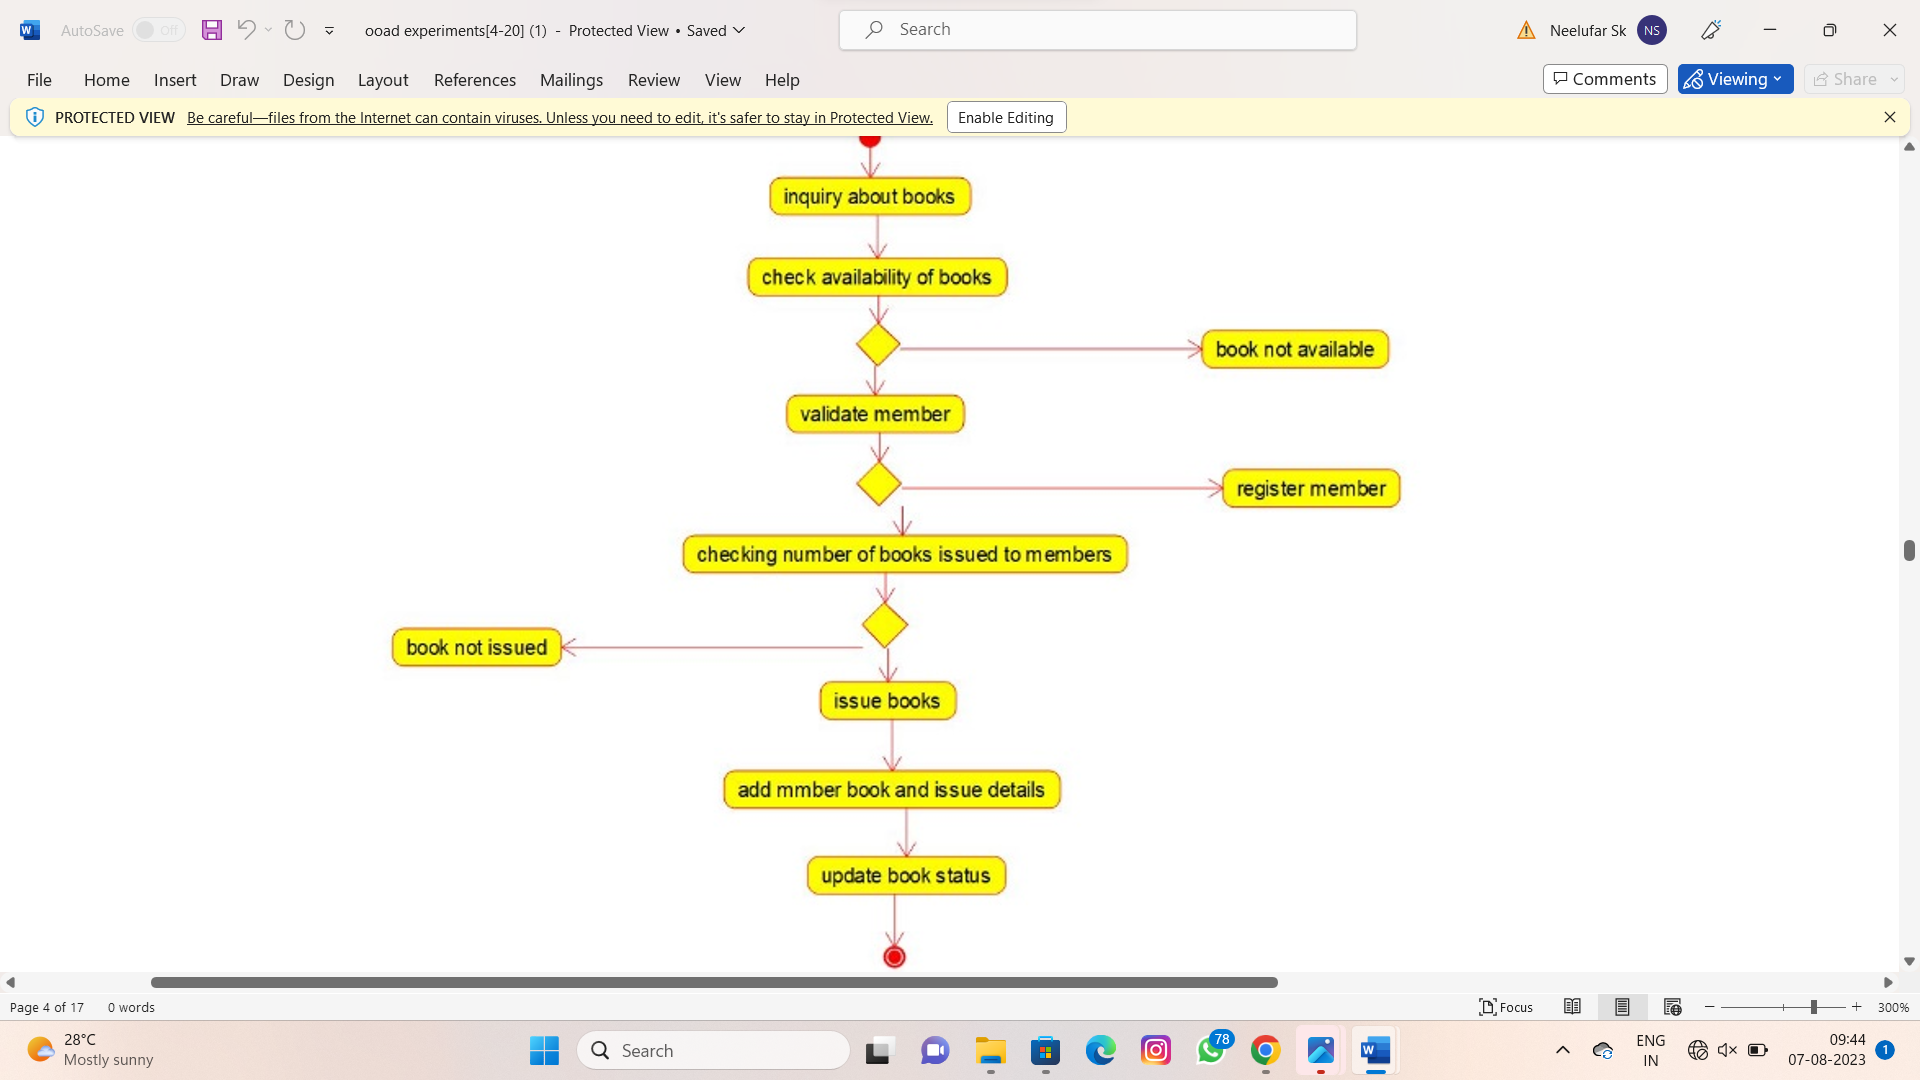 AutoSave Off ooad experiments[4-20] (1) - Protected View • Saved Search Neelufar Sk NS
File Home Insert Draw Design Layout References Mailings Review View Help Comments Viewing Share
PROTECTED VIEW Be careful—files from the Internet can contain viruses. Unless you need to edit, it's safer to stay in Protected View. Enable Editing
inquiry about books
check availability of books
book not available
validate member
register member
checking number of books issued to members
book not issued
issue books
add mmber book and issue details
update book status
Page 4 of 17 0 words Focus 300%
28°C
Mostly sunny
Search
78
ENG
IN
09:44
07-08-2023
1